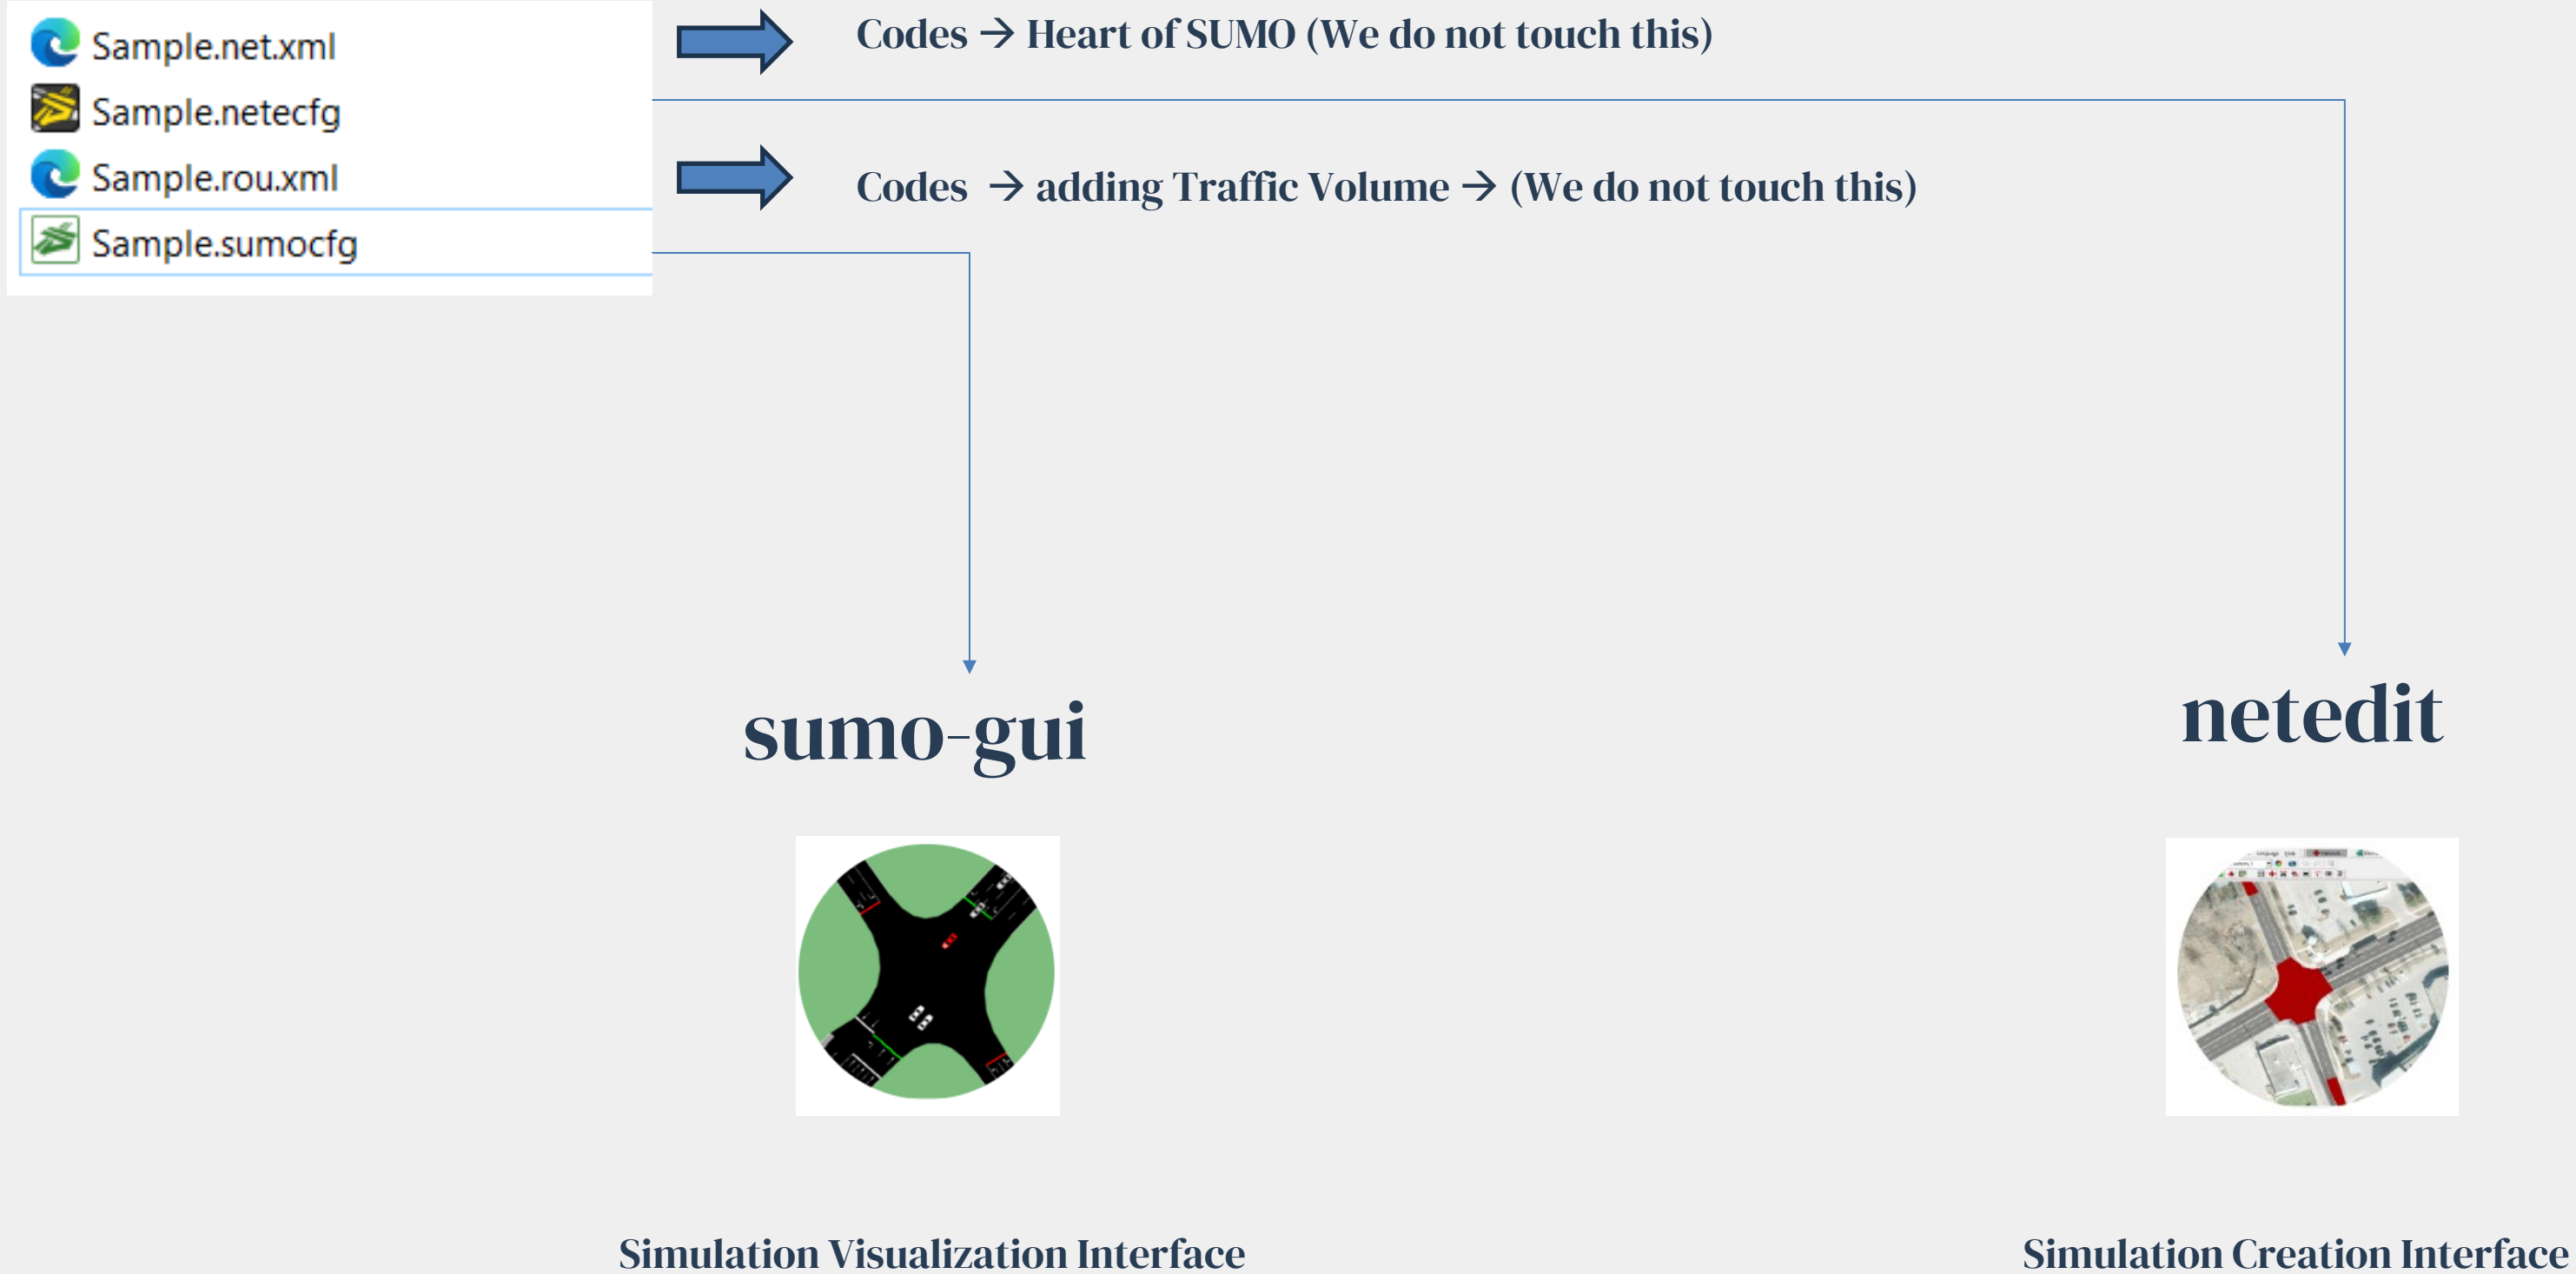 Sample.net.xml
Codes → Heart of SUMO (We do not touch this)
Sample.netecfg
Sample.rou.xml
Codes → adding Traffic Volume → (We do not touch this)
Sample.sumocfg
sumo-gui
netedit
Simulation Visualization Interface
Simulation Creation Interface